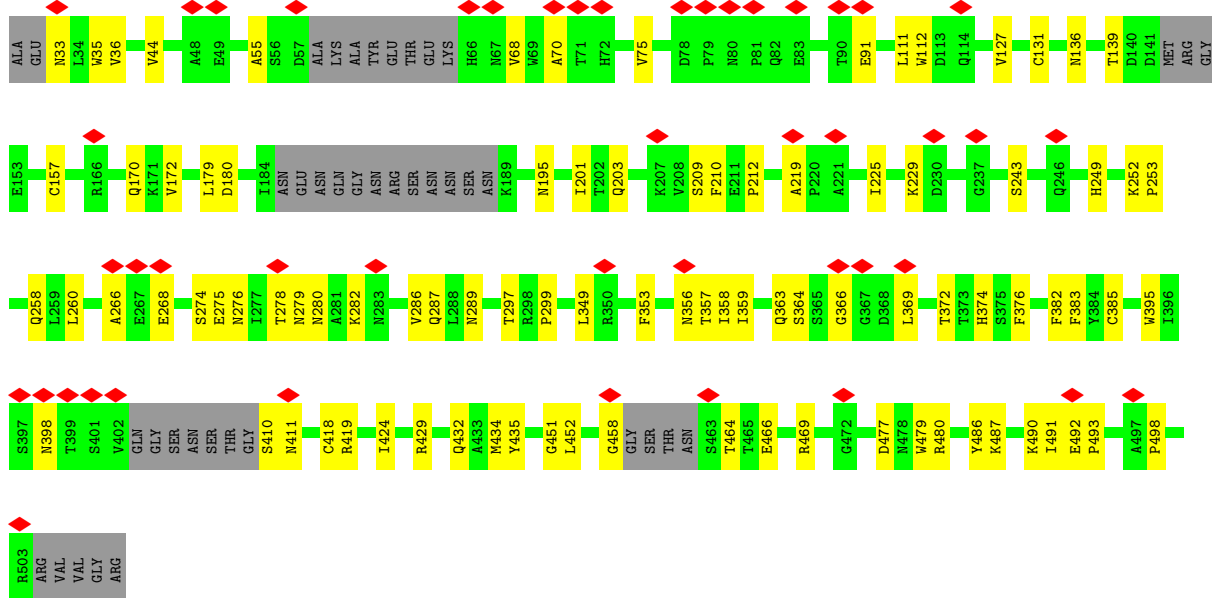 ALA GLU N33 L34 W35 V36 V44 A48 E49 A55 S56 D57 ALA LYS ALA TYR GLU THR GLU LYS H66 N67 V68 W69 A70 T71 H72 V75 D78 P79 N80 P81 Q82 E83 T90 E91 L111 W112 D113 Q114 V127 C131 N136 T139 D140 D141 MET ARG GLY
E153 C157 R166 Q170 K171 V172 L179 D180 I184 ASN GLU ASN GLN GLY ASN ARG SER ASN ASN SER ASN K189 N195 I201 T202 Q203 K207 V208 S209 F210 E211 P212 A219 P220 A221 I225 K229 D230 G237 S243 Q246 H249 K252 P253
Q258 L259 L260 A266 E267 E268 S274 E275 N276 I277 T278 N279 N280 A281 K282 N283 V286 Q287 L288 N289 T297 R298 P299 L349 R350 F353 N356 T357 I358 I359 Q363 S364 S365 G366 G367 D368 L369 T372 T373 H374 S375 F376 F382 F383 Y384 C385 W395 I396
S397 N398 T399 S401 V402 GLN GLY SER ASN SER THR GLY S410 N411 C418 R419 I424 R429 Q432 A433 M434 Y435 G451 L452 G458 GLY SER THR ASN S463 T464 T465 E466 R469 G472 D477 N478 W479 R480 Y486 K487 K490 I491 E492 P493 A497 P498
R503 ARG VAL VAL GLY ARG